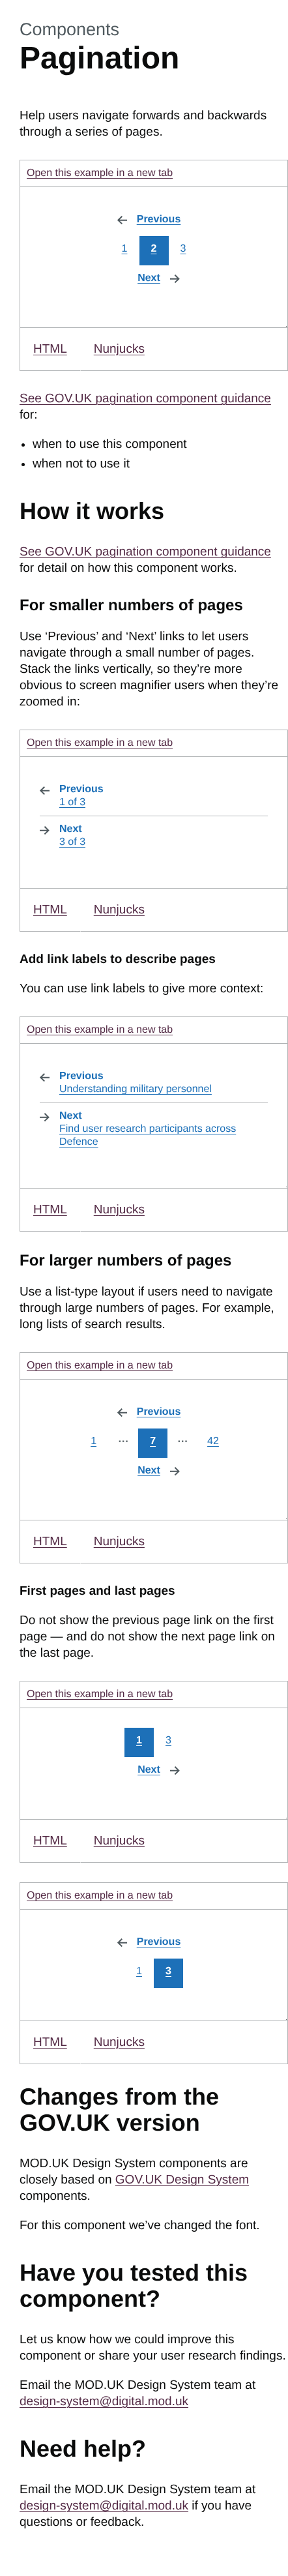 Components
Pagination
Help users navigate forwards and backwards
through a series of pages.
Open this example in a new tab
Previous
1 2 3
Next
HTML Nunjucks
See GOV.UK pagination component guidance
for:
• when to use this component
• when not to use it
How it works
See GOV.UK pagination component guidance
for detail on how this component works.
For smaller numbers of pages
Use ‘Previous’ and ‘Next’ links to let users
navigate through a small number of pages.
Stack the links vertically, so they’re more
obvious to screen magnifier users when they’re
zoomed in:
Open this example in a new tab
Previous
1 of 3
Next
3 of 3
HTML Nunjucks
Add link labels to describe pages
You can use link labels to give more context:
Open this example in a new tab
Previous
Understanding military personnel
Next
Find user research participants across
Defence
HTML Nunjucks
For larger numbers of pages
Use a list-type layout if users need to navigate
through large numbers of pages. For example,
long lists of search results.
Open this example in a new tab
Previous
1 ⋯ 7 ⋯ 42
Next
HTML Nunjucks
First pages and last pages
Do not show the previous page link on the first
page — and do not show the next page link on
the last page.
Open this example in a new tab
1 3
Next
HTML Nunjucks
Open this example in a new tab
Previous
1 3
HTML Nunjucks
Changes from the
GOV.UK version
MOD.UK Design System components are
closely based on GOV.UK Design System
components.
For this component we’ve changed the font.
Have you tested this
component?
Let us know how we could improve this
component or share your user research findings.
Email the MOD.UK Design System team at
design-system@digital.mod.uk
Need help?
Email the MOD.UK Design System team at
design-system@digital.mod.uk if you have
questions or feedback.